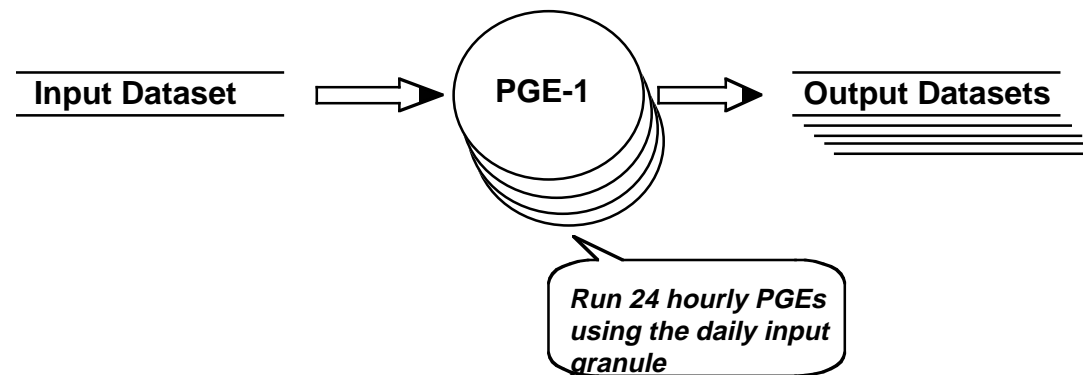 Input Dataset
PGE-1
Output Datasets
Run 24 hourly PGEs
using the daily input
granule